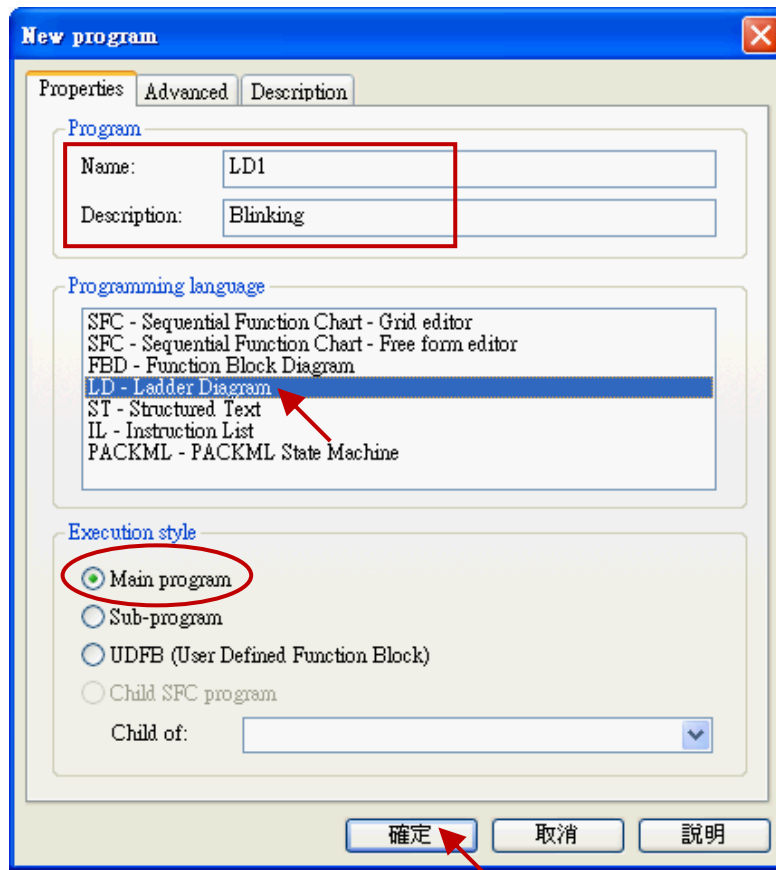 New program
Properties Advanced Description
Program
Name: LD1
Description: Blinking
Programming language
SFC - Sequential Function Chart - Grid editor
SFC - Sequential Function Chart - Free form editor
FBD - Function Block Diagram
LD - Ladder Diagram
ST - Structured Text
IL - Instruction List
PACKML - PACKML State Machine
Execution style
Main program
Sub-program
UDFB (User Defined Function Block)
Child SFC program
Child of:
確定 取消 說明